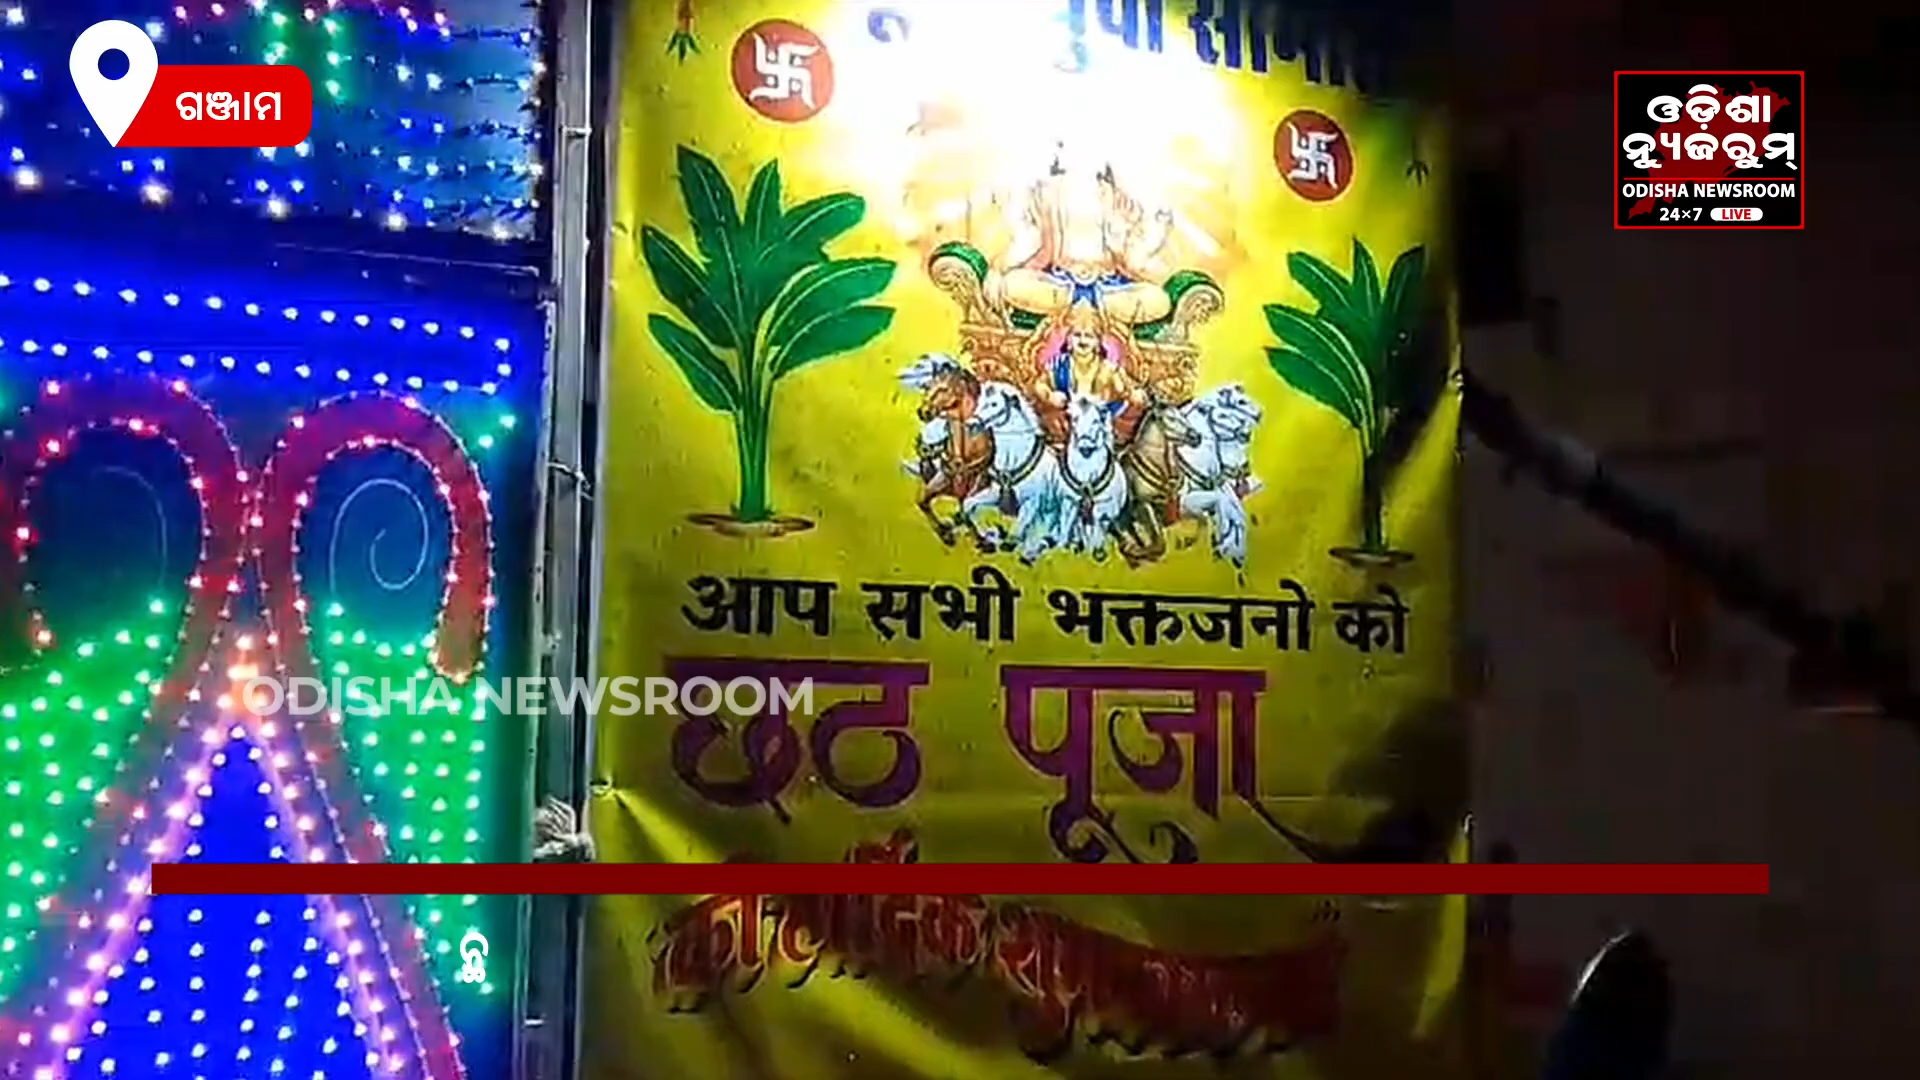 ଗଞ୍ଜାମ
ଓଡ଼ିଶା
ନ୍ୟୁଜରୁମ୍
ODISHA NEWSROOM
24×7 LIVE
आप सभी भक्तजनो को
छठ पूजा
ODISHA NEWSROOM
की हार्दिक
ଛ